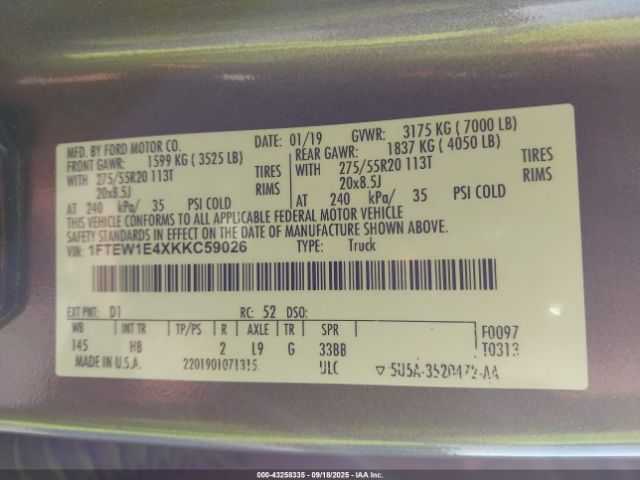 MFD. BY FORD MOTOR CO. DATE: 01/19 GVWR: 3175 KG ( 7000 LB)
FRONT GAWR: 1599 KG ( 3525 LB) REAR GAWR: 1837 KG ( 4050 LB)
WITH 275/55R20 113T TIRES WITH 275/55R20 113T TIRES
20x8.5J RIMS 20x8.5J RIMS
AT 240 kPa/ 35 PSI COLD AT 240 kPa/ 35 PSI COLD
THIS VEHICLE CONFORMS TO ALL APPLICABLE FEDERAL MOTOR VEHICLE
SAFETY STANDARDS IN EFFECT ON THE DATE OF MANUFACTURE SHOWN ABOVE.
VIN: 1FTEW1E4XKKC59026 TYPE: Truck
EXT PNT: D1 RC: 52 DSO:
WB INT TR TP/PS R AXLE TR SPR F0097
145 HB 2 L9 G 33BB T0313
MADE IN U.S.A. 2201901071315 ULC ▽ 5U5A-3520472-AA
000-43258335 - 09/18/2025 - IAAI.com